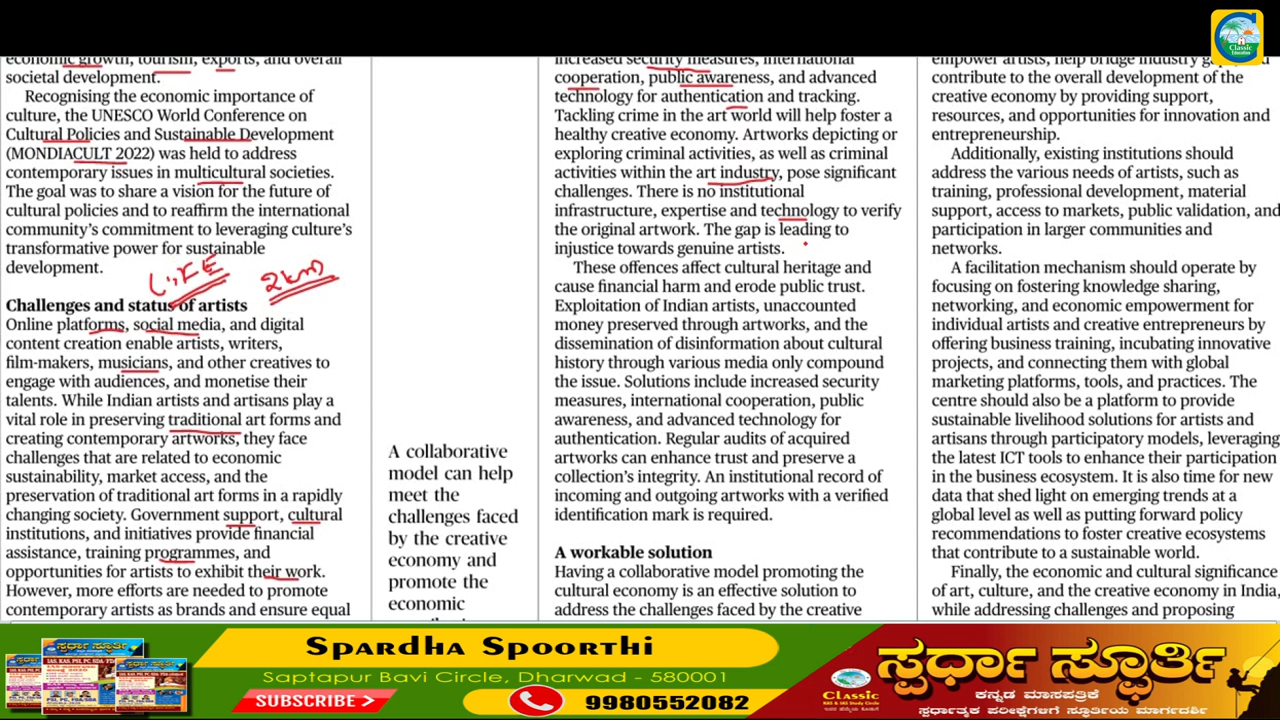 Classic
Education
economic growth, tourism, exports, and overall
societal development.
Recognising the economic importance of
culture, the UNESCO World Conference on
Cultural Policies and Sustainable Development
(MONDIACULT 2022) was held to address
contemporary issues in multicultural societies.
The goal was to share a vision for the future of
cultural policies and to reaffirm the international
community's commitment to leveraging culture's
transformative power for sustainable
development.
LiFE
Challenges and status of artists
Online platforms, social media, and digital
content creation enable artists, writers,
film-makers, musicians, and other creatives to
engage with audiences, and monetise their
talents. While Indian artists and artisans play a
vital role in preserving traditional art forms and
creating contemporary artworks, they face
challenges that are related to economic
sustainability, market access, and the
preservation of traditional art forms in a rapidly
changing society. Government support, cultural
institutions, and initiatives provide financial
assistance, training programmes, and
opportunities for artists to exhibit their work.
However, more efforts are needed to promote
contemporary artists as brands and ensure equal
A collaborative
model can help
meet the
challenges faced
by the creative
economy and
promote the
economic
increased security measures, international
cooperation, public awareness, and advanced
technology for authentication and tracking.
Tackling crime in the art world will help foster a
healthy creative economy. Artworks depicting or
exploring criminal activities, as well as criminal
activities within the art industry, pose significant
challenges. There is no institutional
infrastructure, expertise and technology to verify
the original artwork. The gap is leading to
injustice towards genuine artists.
These offences affect cultural heritage and
cause financial harm and erode public trust.
Exploitation of Indian artists, unaccounted
money preserved through artworks, and the
dissemination of disinformation about cultural
history through various media only compound
the issue. Solutions include increased security
measures, international cooperation, public
awareness, and advanced technology for
authentication. Regular audits of acquired
artworks can enhance trust and preserve a
collection's integrity. An institutional record of
incoming and outgoing artworks with a verified
identification mark is required.
A workable solution
Having a collaborative model promoting the
cultural economy is an effective solution to
address the challenges faced by the creative
empower artists, help bridge industry
contribute to the overall development of the
creative economy by providing support,
resources, and opportunities for innovation and
entrepreneurship.
Additionally, existing institutions should
address the various needs of artists, such as
training, professional development, material
support, access to markets, public validation, and
participation in larger communities and
networks.
A facilitation mechanism should operate by
focusing on fostering knowledge sharing,
networking, and economic empowerment for
individual artists and creative entrepreneurs by
offering business training, incubating innovative
projects, and connecting them with global
marketing platforms, tools, and practices. The
centre should also be a platform to provide
sustainable livelihood solutions for artists and
artisans through participatory models, leveraging
the latest ICT tools to enhance their participation
in the business ecosystem. It is also time for new
data that shed light on emerging trends at a
global level as well as putting forward policy
recommendations to foster creative ecosystems
that contribute to a sustainable world.
Finally, the economic and cultural significance
of art, culture, and the creative economy in India,
while addressing challenges and proposing
Spardha Spoorthi
Saptapur Bavi Circle, Dharwad - 580001
SUBSCRIBE
9980552082
Classic
KAS & IAS Study Circle
ಸ್ಪರ್ಧಾ ಸ್ಫೂರ್ತಿ
ಕನ್ನಡ ಮಾಸಪತ್ರಿಕೆ
ಸ್ಪರ್ಧಾತ್ಮಕ ಪರೀಕ್ಷೆಗಳಿಗೆ ಸ್ಫೂರ್ತಿಯ ಮಾರ್ಗದರ್ಶಿ